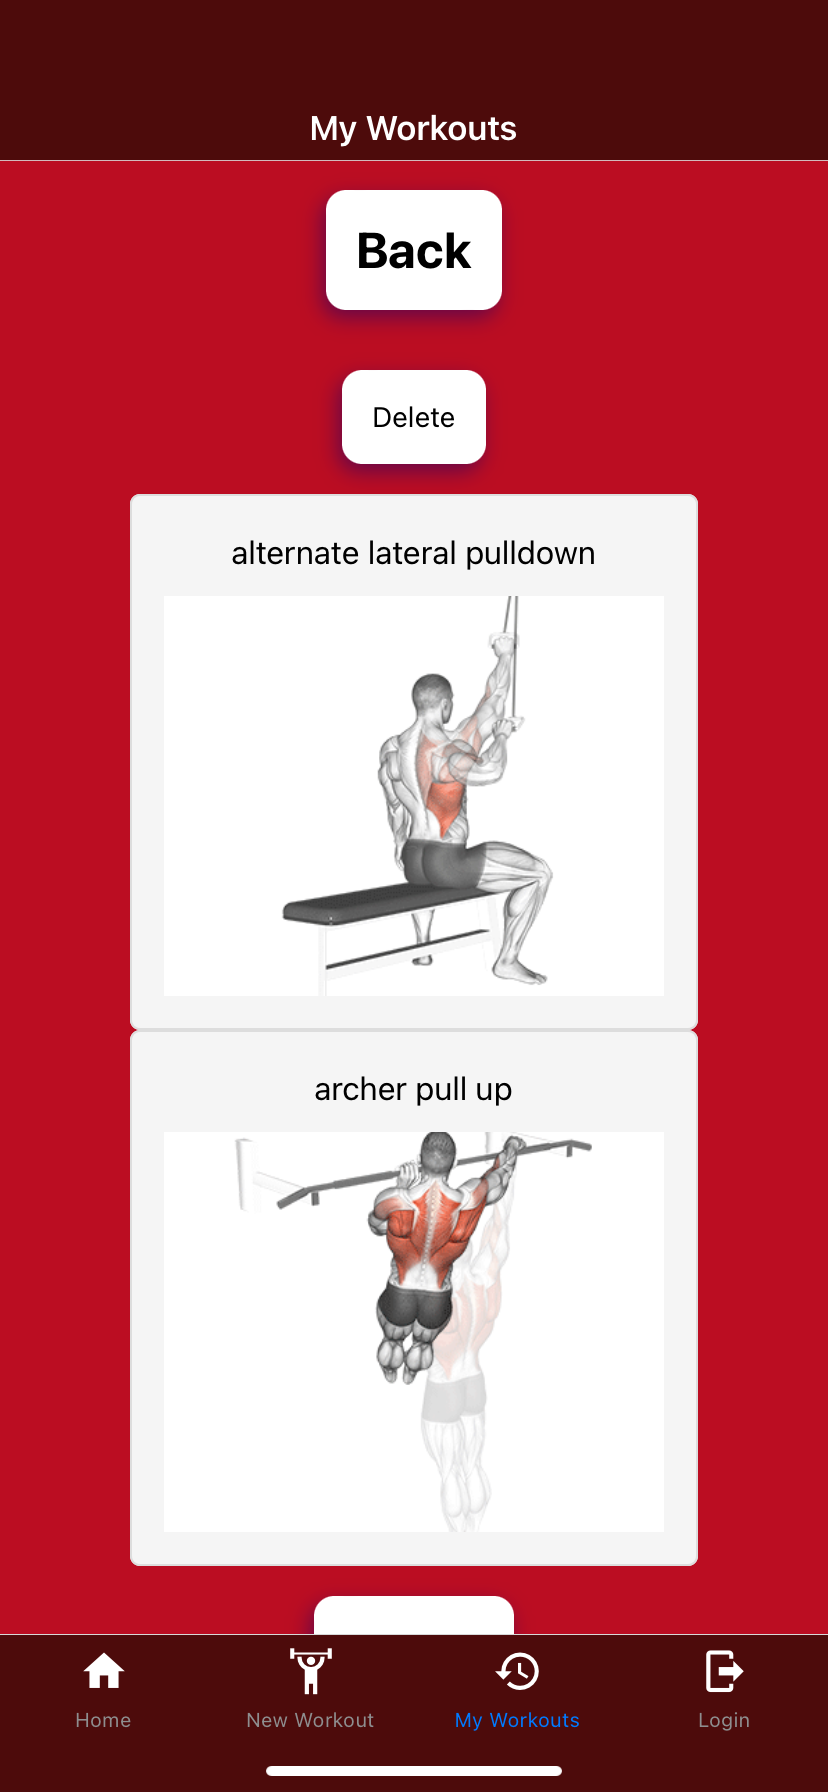 My Workouts
Back
Delete
alternate lateral pulldown
archer pull up
Home
New Workout
My Workouts
Login